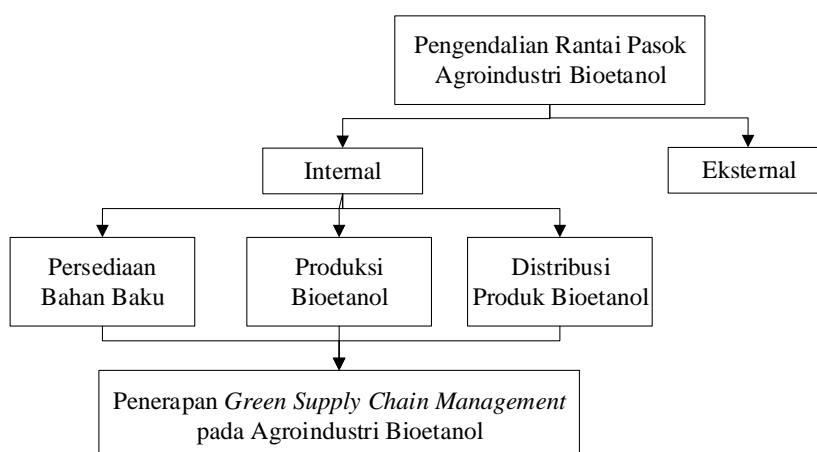 Pengendalian Rantai Pasok
Agroindustri Bioetanol
Internal
Eksternal
Persediaan
Bahan Baku
Produksi
Bioetanol
Distribusi
Produk Bioetanol
Penerapan Green Supply Chain Management
pada Agroindustri Bioetanol